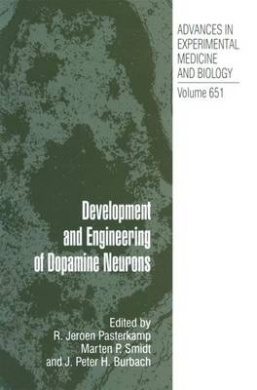 ADVANCES IN
EXPERIMENTAL
MEDICINE
AND BIOLOGY
Volume 651
Development
and Engineering
of Dopamine Neurons
Edited by
R. Jeroen Pasterkamp
Marten P. Smidt
and J. Peter H. Burbach